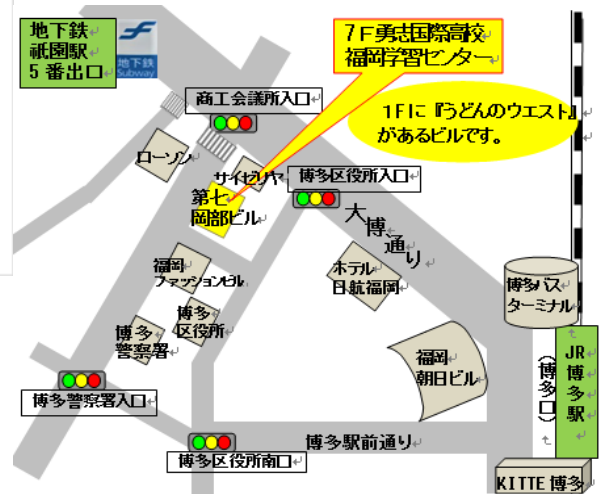 地下鉄
祇園駅
5番出口
地下鉄
Subway
7F勇志国際高校
福岡学習センター
1Fに『うどんのウエスト』
があるビルです。
商工会議所入口
ローソン
サイゼリヤ
博多区役所入口
第七
岡部ビル
大博通り
福岡
ファッションビル
ホテル
日航福岡
博多バス
ターミナル
博多
区役所
博多
警察署
福岡
朝日ビル
JR
博多駅
(博多口)
博多警察署入口
博多区役所南口
博多駅前通り
KITTE博多